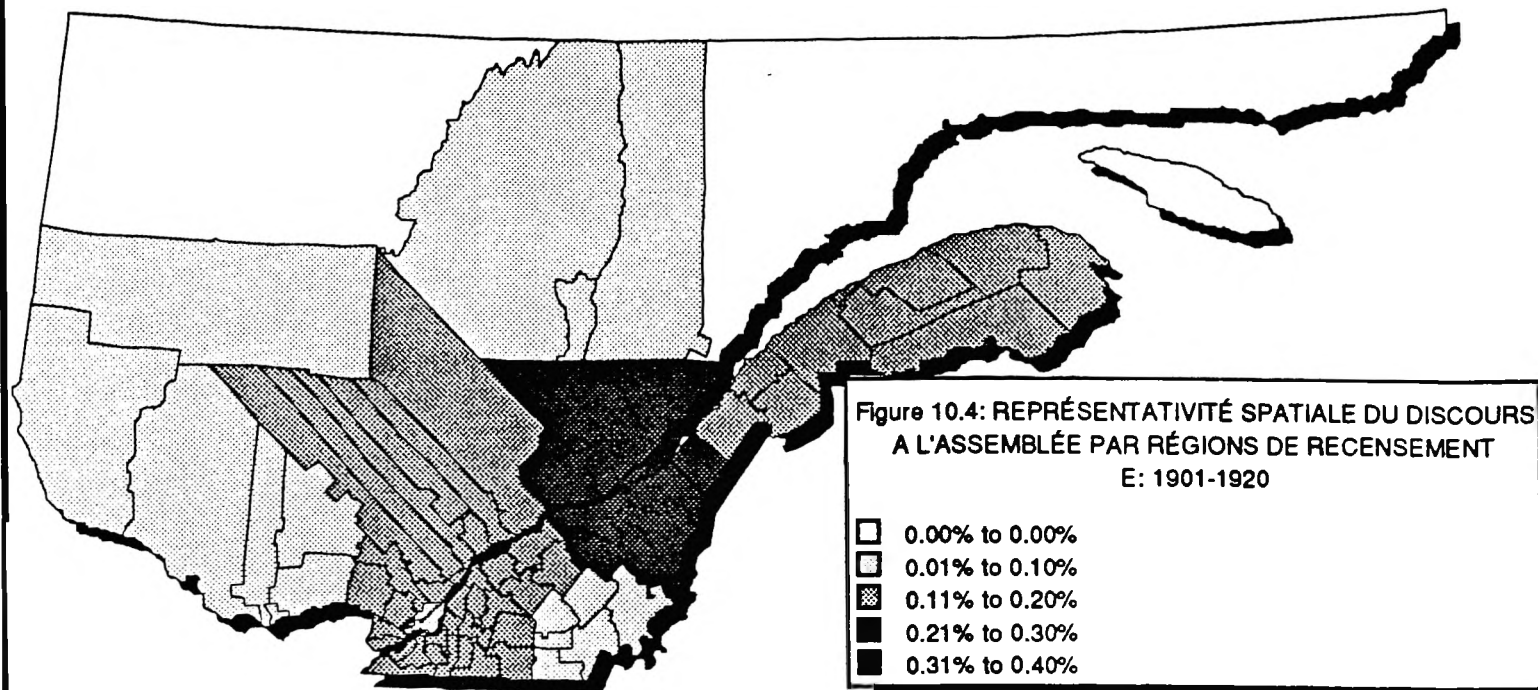 Figure 10.4: REPRÉSENTATIVITÉ SPATIALE DU DISCOURS
A L'ASSEMBLÉE PAR RÉGIONS DE RECENSEMENT
E: 1901-1920
0.00% to 0.00%
0.01% to 0.10%
0.11% to 0.20%
0.21% to 0.30%
0.31% to 0.40%